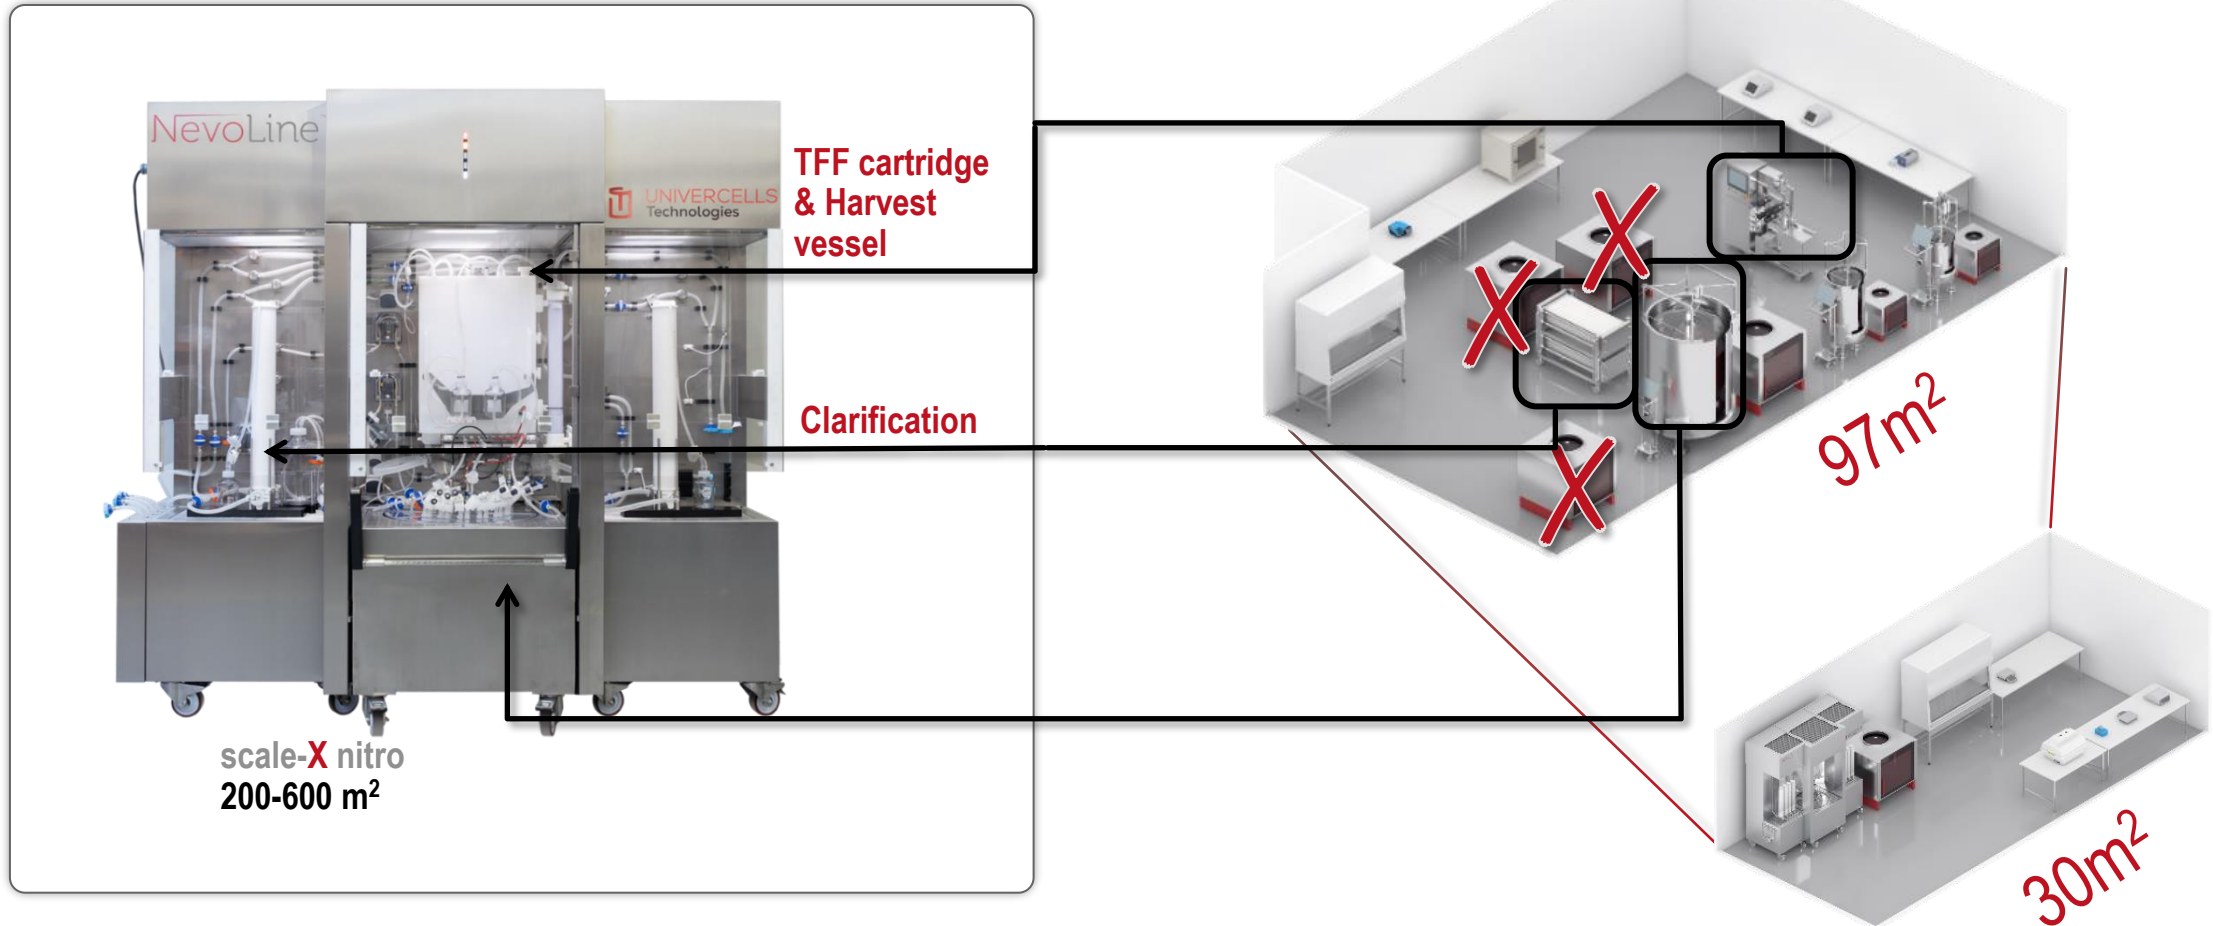 NevoLine
UNIVERCELLS
Technologies
TFF cartridge
& Harvest
vessel
Clarification
scale-X nitro
200-600 m²
97m²
30m²